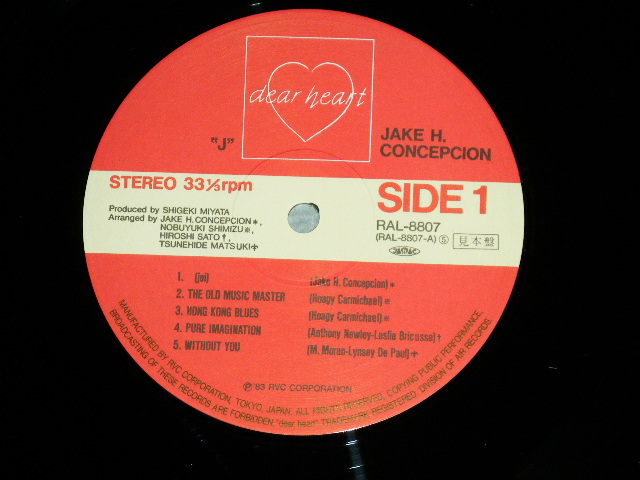 dear heart
"J"
JAKE H.
CONCEPCION
STEREO 33⅓rpm
SIDE 1
Produced by SHIGEKI MIYATA
Arranged by JAKE H.CONCEPCION＊,
NOBUYUKI SHIMIZU※,
HIROSHI SATO†,
TSUNEHIDE MATSUKI✢
RAL-8807
(RAL-8807-A) Ⓢ 見本盤
JASRAC
1. (joi) (Jake H. Concepcion)＊
2. THE OLD MUSIC MASTER (Hoagy Carmichael)※
3. HONG KONG BLUES (Hoagy Carmichael)※
4. PURE IMAGINATION (Anthony Newley-Leslie Bricusse)†
5. WITHOUT YOU (M. Moran-Lynsey De Paul)✢
Ⓟ '83 RVC CORPORATION
MANUFACTURED BY RVC CORPORATION, TOKYO, JAPAN. ALL RIGHTS RESERVED. COPYING PUBLIC PERFORMANCE,
BROADCASTING OF THESE RECORDS ARE FORBIDDEN. "dear heart" TRADEMARK REGISTERED. DIVISION OF AIR RECORDS.